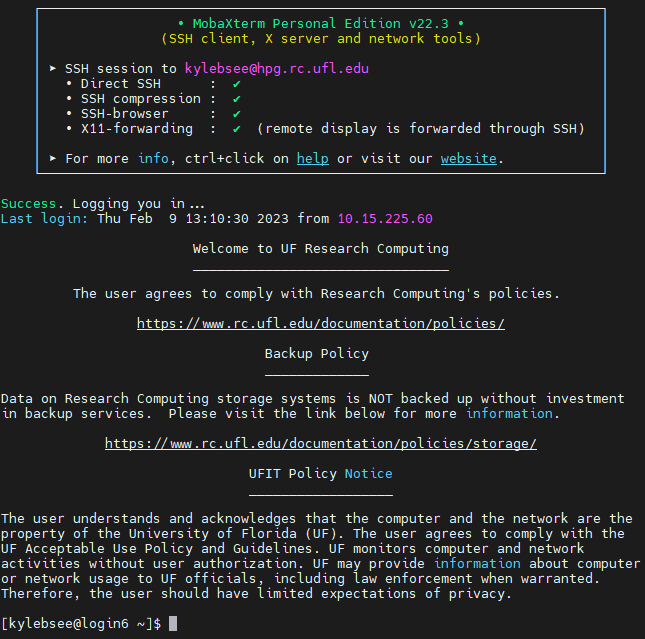 • MobaXterm Personal Edition v22.3 •
(SSH client, X server and network tools)
➤ SSH session to kylebsee@hpg.rc.ufl.edu
• Direct SSH : ✔
• SSH compression : ✔
• SSH-browser : ✔
• X11-forwarding : ✔ (remote display is forwarded through SSH)
➤ For more info, ctrl+click on help or visit our website.
Success. Logging you in...
Last login: Thu Feb 9 13:10:30 2023 from 10.15.225.60
Welcome to UF Research Computing
________________________________
The user agrees to comply with Research Computing's policies.
https://www.rc.ufl.edu/documentation/policies/
Backup Policy
_____________
Data on Research Computing storage systems is NOT backed up without investment
in backup services. Please visit the link below for more information.
https://www.rc.ufl.edu/documentation/policies/storage/
UFIT Policy Notice
__________________
The user understands and acknowledges that the computer and the network are the
property of the University of Florida (UF). The user agrees to comply with the
UF Acceptable Use Policy and Guidelines. UF monitors computer and network
activities without user authorization. UF may provide information about computer
or network usage to UF officials, including law enforcement when warranted.
Therefore, the user should have limited expectations of privacy.
[kylebsee@login6 ~]$